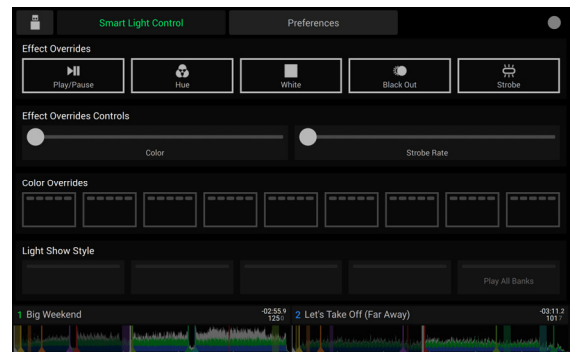 Smart Light Control
Preferences
Effect Overrides
Play/Pause
Hue
White
Black Out
Strobe
Effect Overrides Controls
Color
Strobe Rate
Color Overrides
Light Show Style
Play All Banks
1 Big Weekend
-02:55.9
125.0
2 Let's Take Off (Far Away)
-03:11.2
101.7